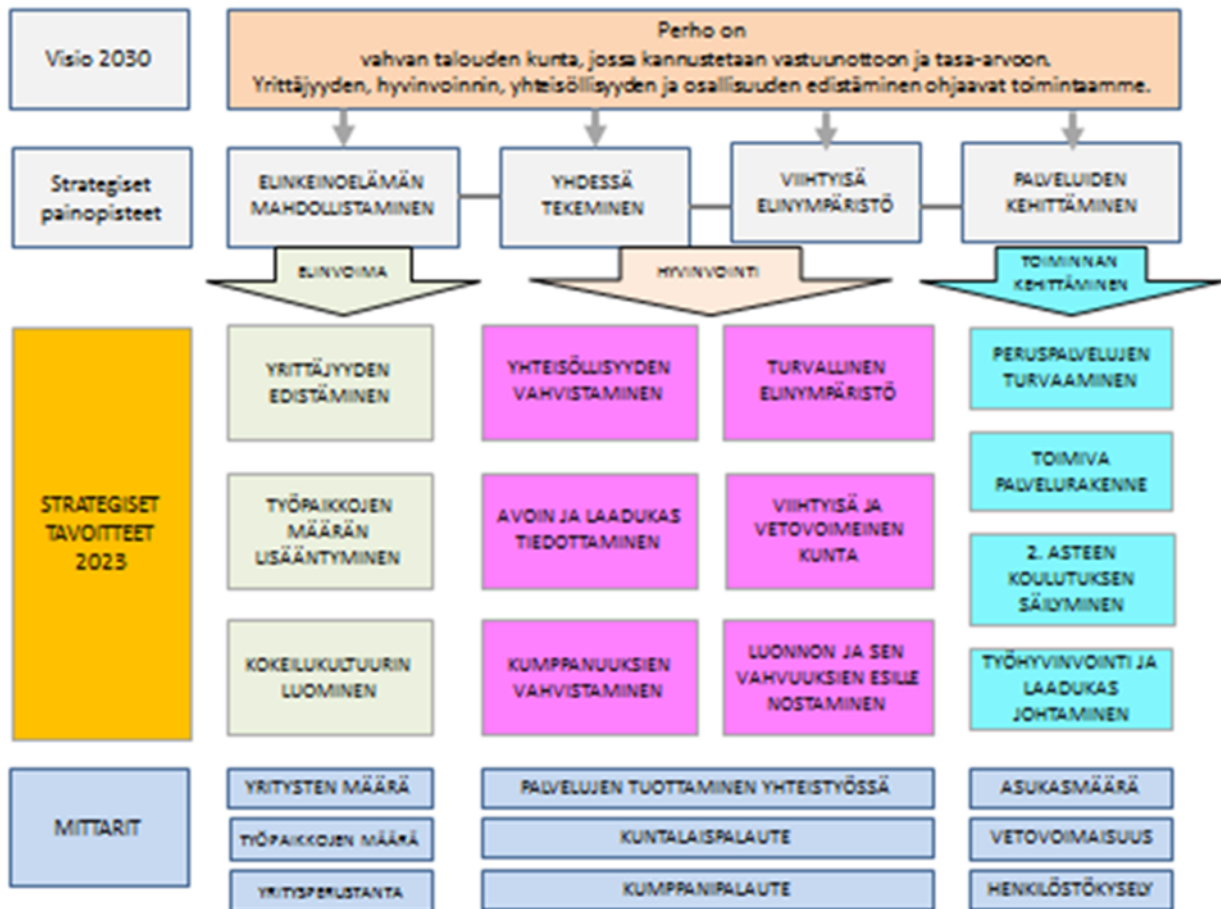 Visio 2030
Perho on
vahvan talouden kunta, jossa kannustetaan vastuunottoon ja tasa-arvoon.
Yrittäjyyden, hyvinvoinnin, yhteisöllisyyden ja osallisuuden edistäminen ohjaavat toimintaamme.
Strategiset
painopisteet
ELINKEINOELÄMÄN
MAHDOLLISTAMINEN
YHDESSÄ
TEKEMINEN
VIIHTYISÄ
ELINYMPÄRISTÖ
PALVELUIDEN
KEHITTÄMINEN
ELINVOIMA
HYVINVOINTI
TOIMINNAN
KEHITTÄMINEN
STRATEGISET
TAVOITTEET
2023
YRITTÄJYYDEN
EDISTÄMINEN
YHTEISÖLLISYYDEN
VAHVISTAMINEN
TURVALLINEN
ELINYMPÄRISTÖ
PERUSPALVELUJEN
TURVAAMINEN
TYÖPAIKKOJEN
MÄÄRÄN
LISÄÄNTYMINEN
AVOIN JA LAADUKAS
TIEDOTTAMINEN
VIIHTYISÄ JA
VETOVOIMEINEN
KUNTA
TOIMIVA
PALVELURAKENNE
2. ASTEEN
KOULUTUKSEN
SÄILYMINEN
KOKEILUKULTUURIN
LUOMINEN
KUMPPANUUKSIEN
VAHVISTAMINEN
LUONNON JA SEN
VAHVUUKSIEN ESILLE
NOSTAMINEN
TYÖHYVINVOINTI JA
LAADUKAS
JOHTAMINEN
MITTARIT
YRITYSTEN MÄÄRÄ
PALVELUJEN TUOTTAMINEN YHTEISTYÖSSÄ
ASUKASMÄÄRÄ
TYÖPAIKKOJEN MÄÄRÄ
KUNTALAISPALAUTE
VETOVOIMAISUUS
YRITYSPERUSTANTA
KUMPPANIPALAUTE
HENKILÖSTÖKYSELY